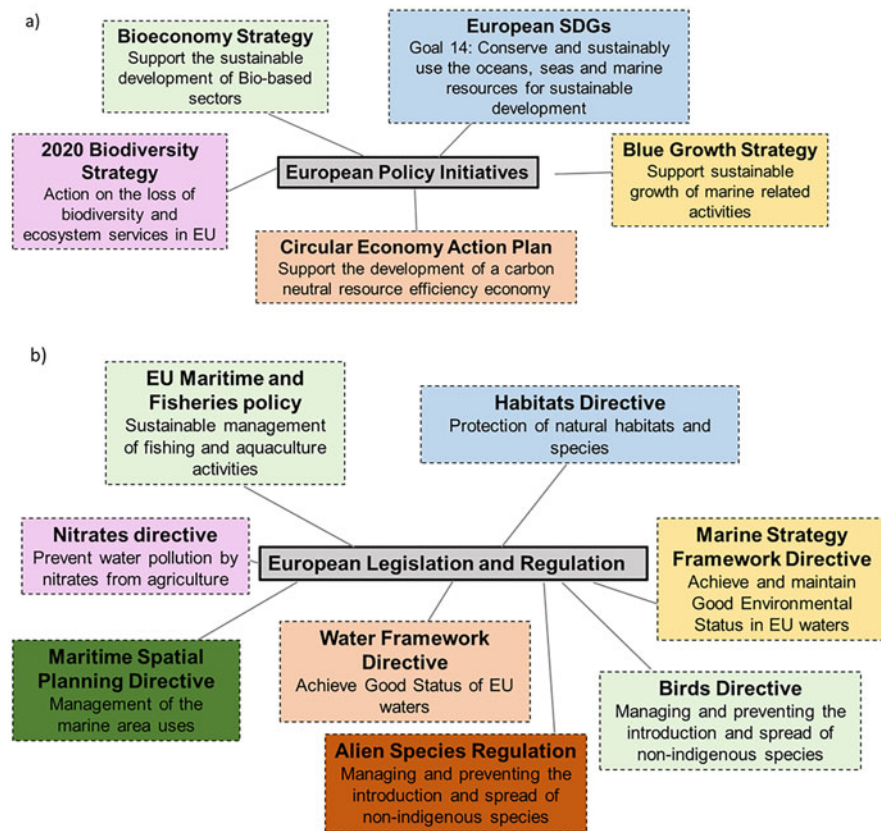 a)
Bioeconomy Strategy
Support the sustainable
development of Bio-based
sectors
European SDGs
Goal 14: Conserve and sustainably
use the oceans, seas and marine
resources for sustainable
development
2020 Biodiversity
Strategy
Action on the loss of
biodiversity and
ecosystem services in EU
European Policy Initiatives
Blue Growth Strategy
Support sustainable
growth of marine related
activities
Circular Economy Action Plan
Support the development of a carbon
neutral resource efficiency economy
b)
EU Maritime and
Fisheries policy
Sustainable management
of fishing and aquaculture
activities
Habitats Directive
Protection of natural habitats and
species
Nitrates directive
Prevent water pollution by
nitrates from agriculture
European Legislation and Regulation
Marine Strategy
Framework Directive
Achieve and maintain
Good Environmental
Status in EU waters
Maritime Spatial
Planning Directive
Management of the
marine area uses
Water Framework
Directive
Achieve Good Status of EU
waters
Birds Directive
Managing and preventing the
introduction and spread of
non-indigenous species
Alien Species Regulation
Managing and preventing the
introduction and spread of
non-indigenous species